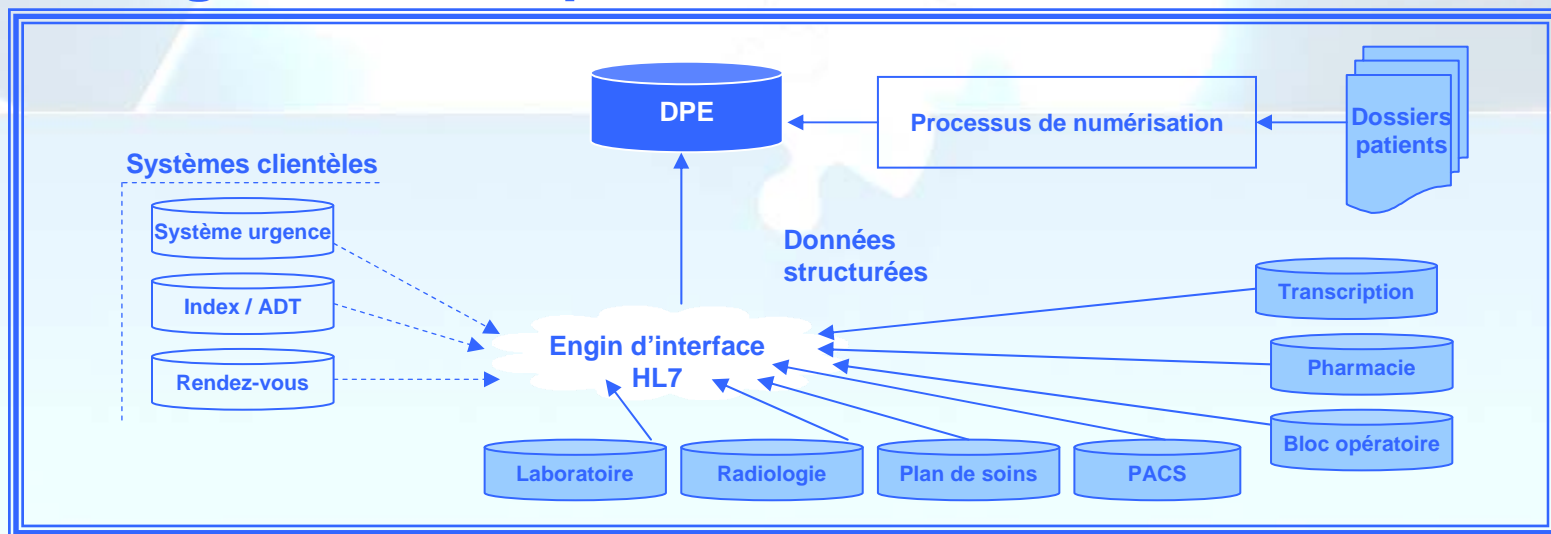 DPE
Processus de numérisation
Dossiers
patients
Systèmes clientèles
Système urgence
Index / ADT
Rendez-vous
Données
structurées
Engin d’interface
HL7
Transcription
Pharmacie
Bloc opératoire
Laboratoire
Radiologie
Plan de soins
PACS